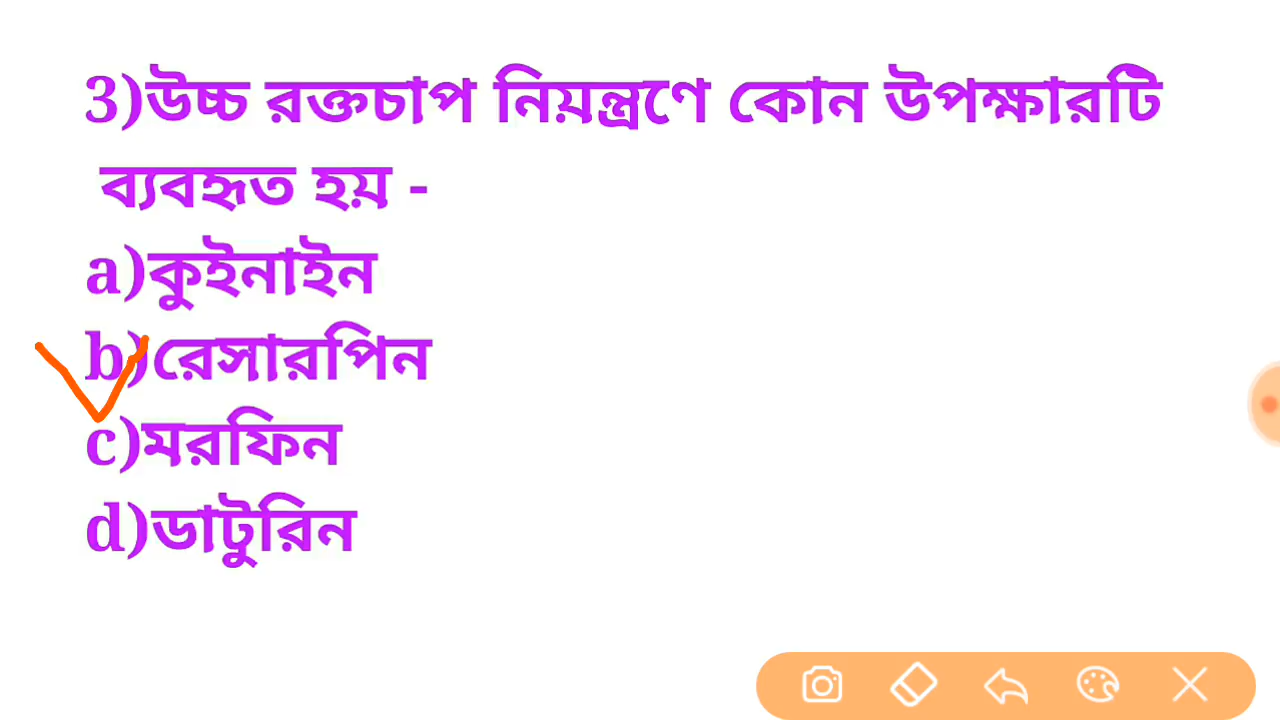 3)উচ্চ রক্তচাপ নিয়ন্ত্রণে কোন উপক্ষারটি
ব্যবহৃত হয় -
a)কুইনাইন
b)রেসারপিন
c)মরফিন
d)ডাটুরিন